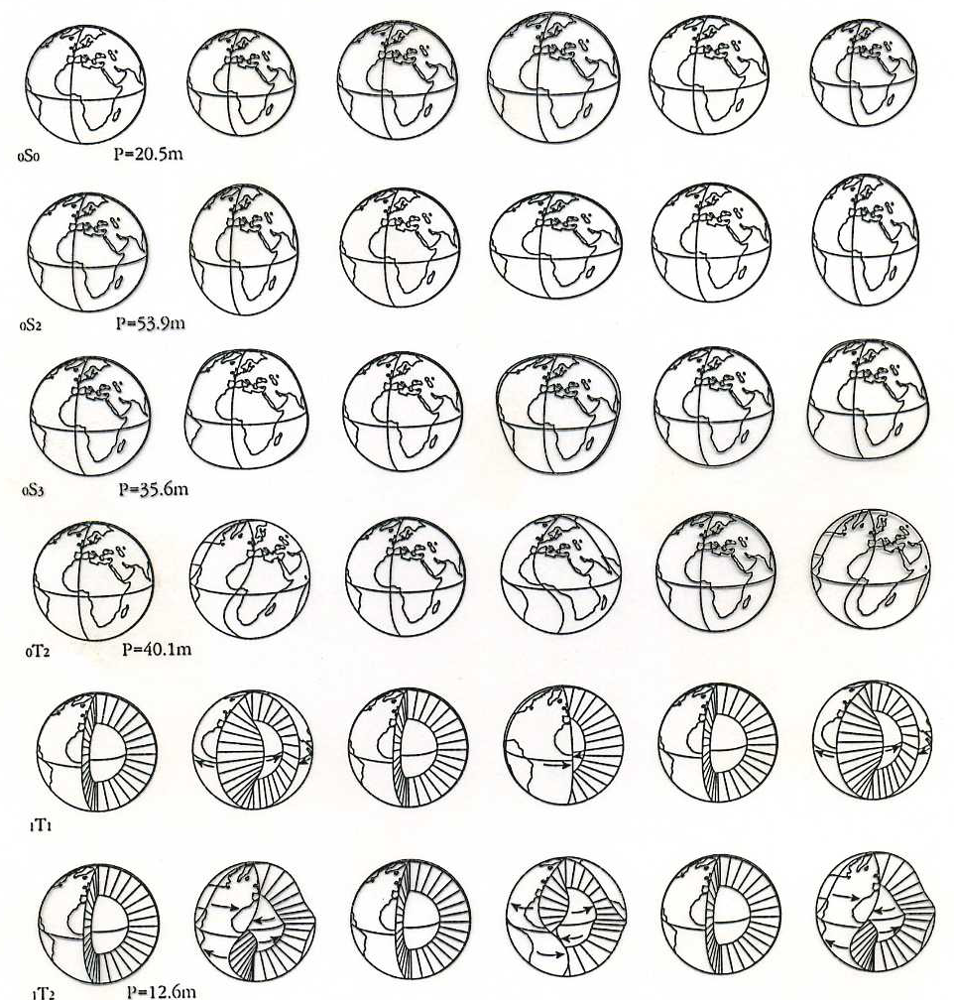 0S0 P=20.5m
0S2 P=53.9m
0S3 P=35.6m
0T2 P=40.1m
1T1
1T2 P=12.6m